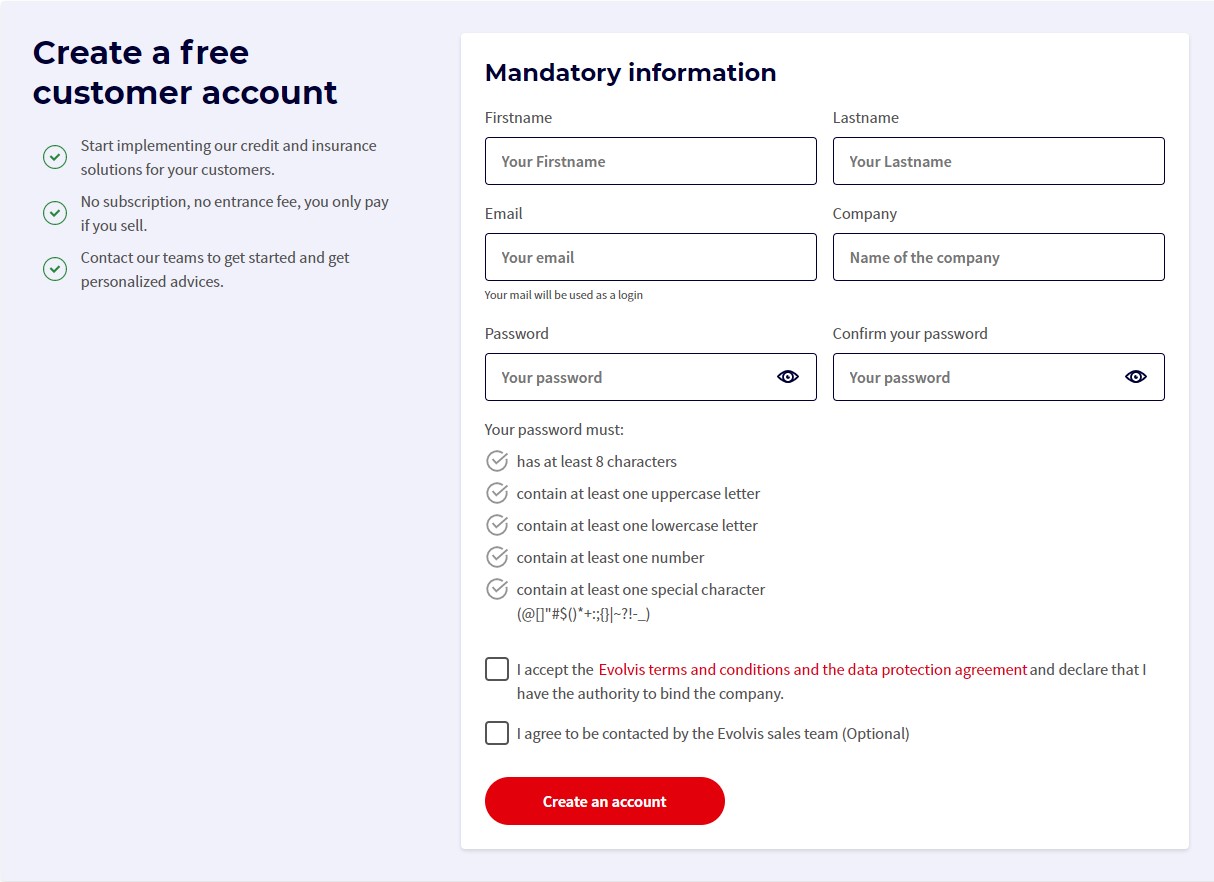 Create a free
customer account
Start implementing our credit and insurance
solutions for your customers.
No subscription, no entrance fee, you only pay
if you sell.
Contact our teams to get started and get
personalized advices.
Mandatory information
Firstname
Lastname
Your Firstname
Your Lastname
Email
Company
Your email
Name of the company
Your mail will be used as a login
Password
Confirm your password
Your password
Your password
Your password must:
has at least 8 characters
contain at least one uppercase letter
contain at least one lowercase letter
contain at least one number
contain at least one special character
(@[]"#$()*+:;{}|~?!-_)
I accept the Evolvis terms and conditions and the data protection agreement and declare that I
have the authority to bind the company.
I agree to be contacted by the Evolvis sales team (Optional)
Create an account